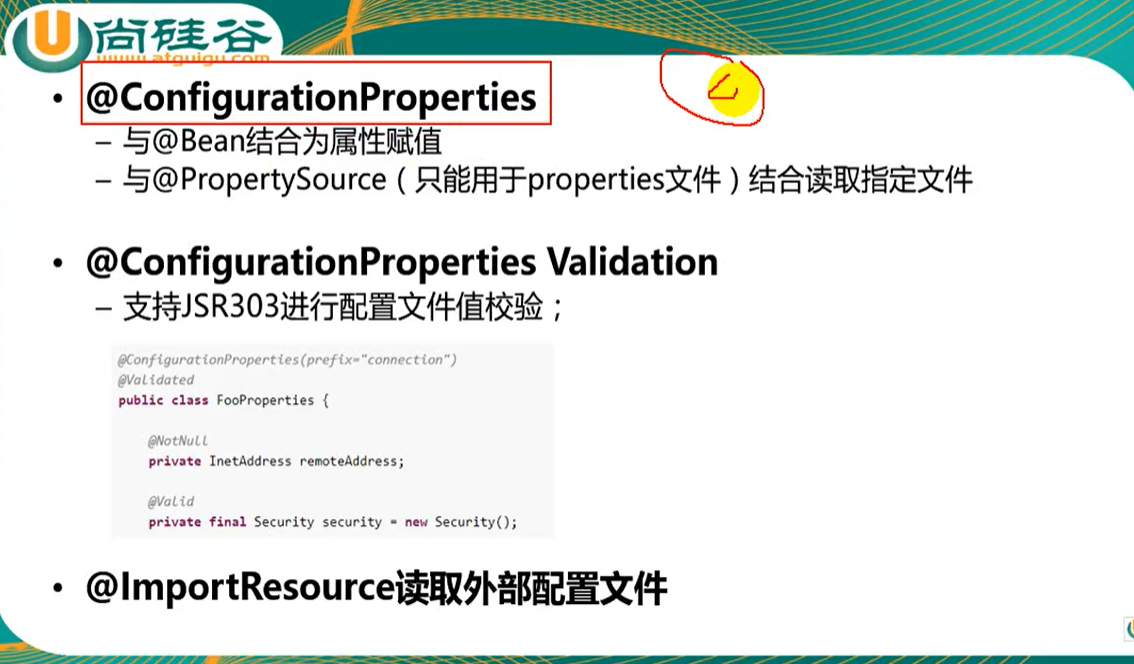 尚硅谷
www.atguigu.com
• @ConfigurationProperties
– 与@Bean结合为属性赋值
– 与@PropertySource（只能用于properties文件）结合读取指定文件
• @ConfigurationProperties Validation
– 支持JSR303进行配置文件值校验；
@ConfigurationProperties(prefix="connection")
@Validated
public class FooProperties {
@NotNull
private InetAddress remoteAddress;
@Valid
private final Security security = new Security();
• @ImportResource读取外部配置文件